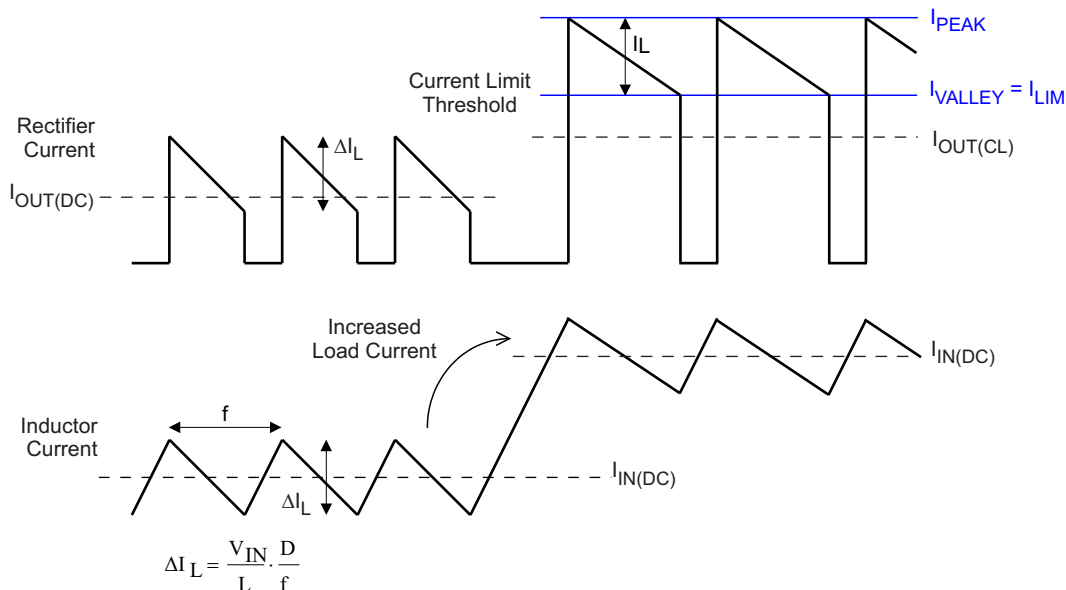 I_PEAK
I_L
Current Limit
Threshold
I_VALLEY = I_LIM
Rectifier
Current
ΔI_L
I_OUT(CL)
I_OUT(DC)
Increased
Load Current
I_IN(DC)
f
Inductor
Current
I_IN(DC)
ΔI_L
ΔI_L = V_IN/L · D/f